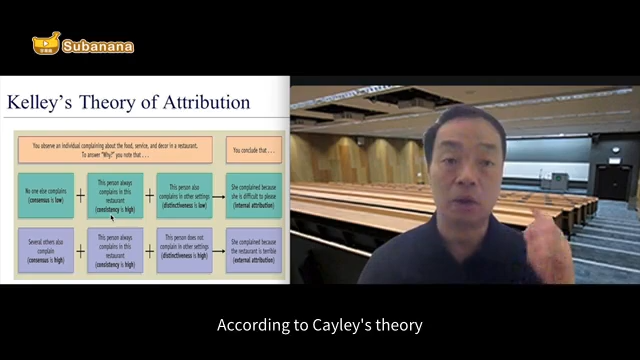 Subanana
Kelley's Theory of Attribution
You observe an individual complaining about the food, service, and decor in a restaurant.
To answer "Why?" you note that . . .
You conclude that . . .
No one else complains
(consensus is low)
+
This person always
complains in this
restaurant
(consistency is high)
+
This person also
complains in other settings
(distinctiveness is low)
She complained because
she is difficult to please
(internal attribution)
Several others also
complain
(consensus is high)
+
This person always
complains in this
restaurant
(consistency is high)
+
This person does not
complain in other settings
(distinctiveness is high)
She complained because
the restaurant is terrible
(external attribution)
According to Cayley's theory